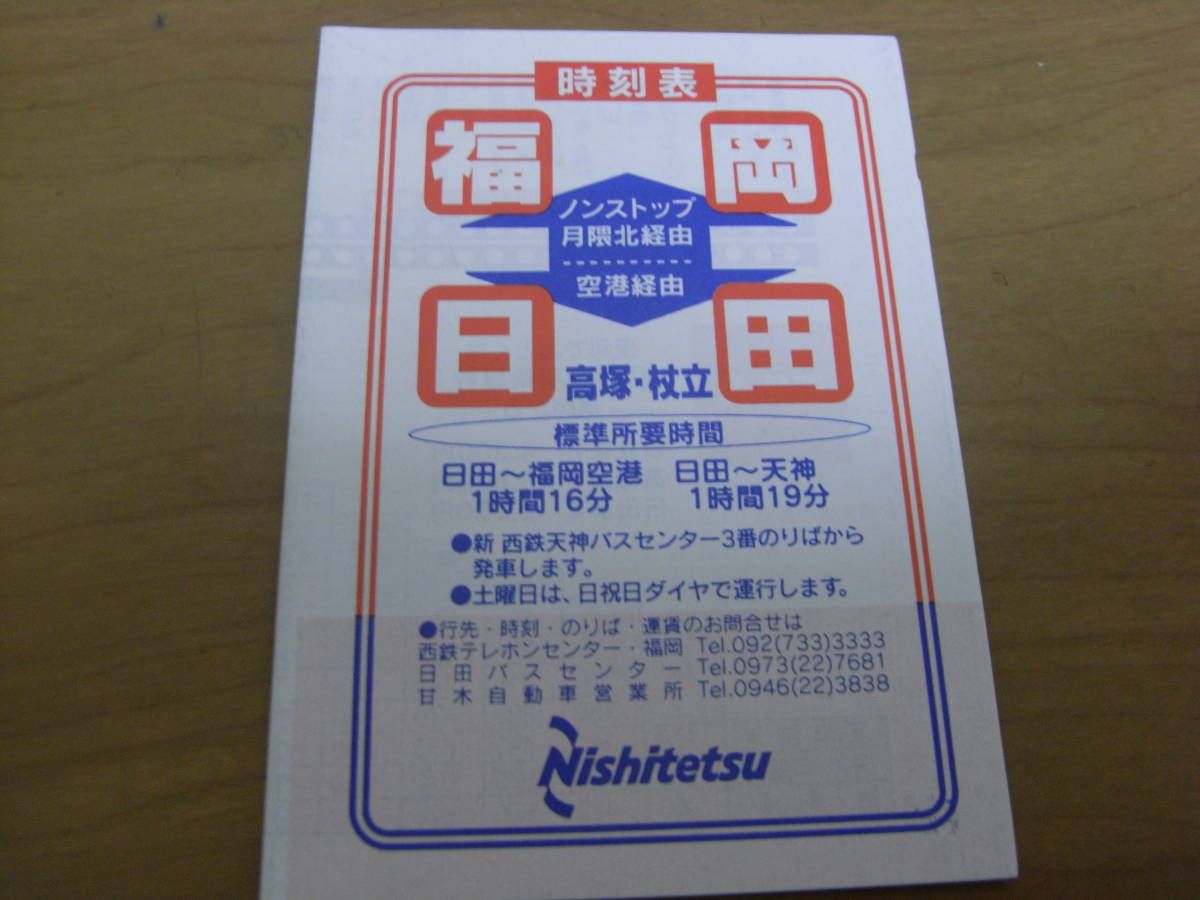 時刻表
福岡
ノンストップ
月隈北経由
空港経由
日田
高塚・杖立
標準所要時間
日田～福岡空港 日田～天神
1時間16分 1時間19分
●新 西鉄天神バスセンター3番のりばから
発車します。
●土曜日は、日祝日ダイヤで運行します。
●行先・時刻・のりば・運賃のお問合せは
西鉄テレホンセンター・福岡 Tel.092(733)3333
日田バスセンター Tel.0973(22)7681
甘木自動車営業所 Tel.0946(22)3838
Nishitetsu